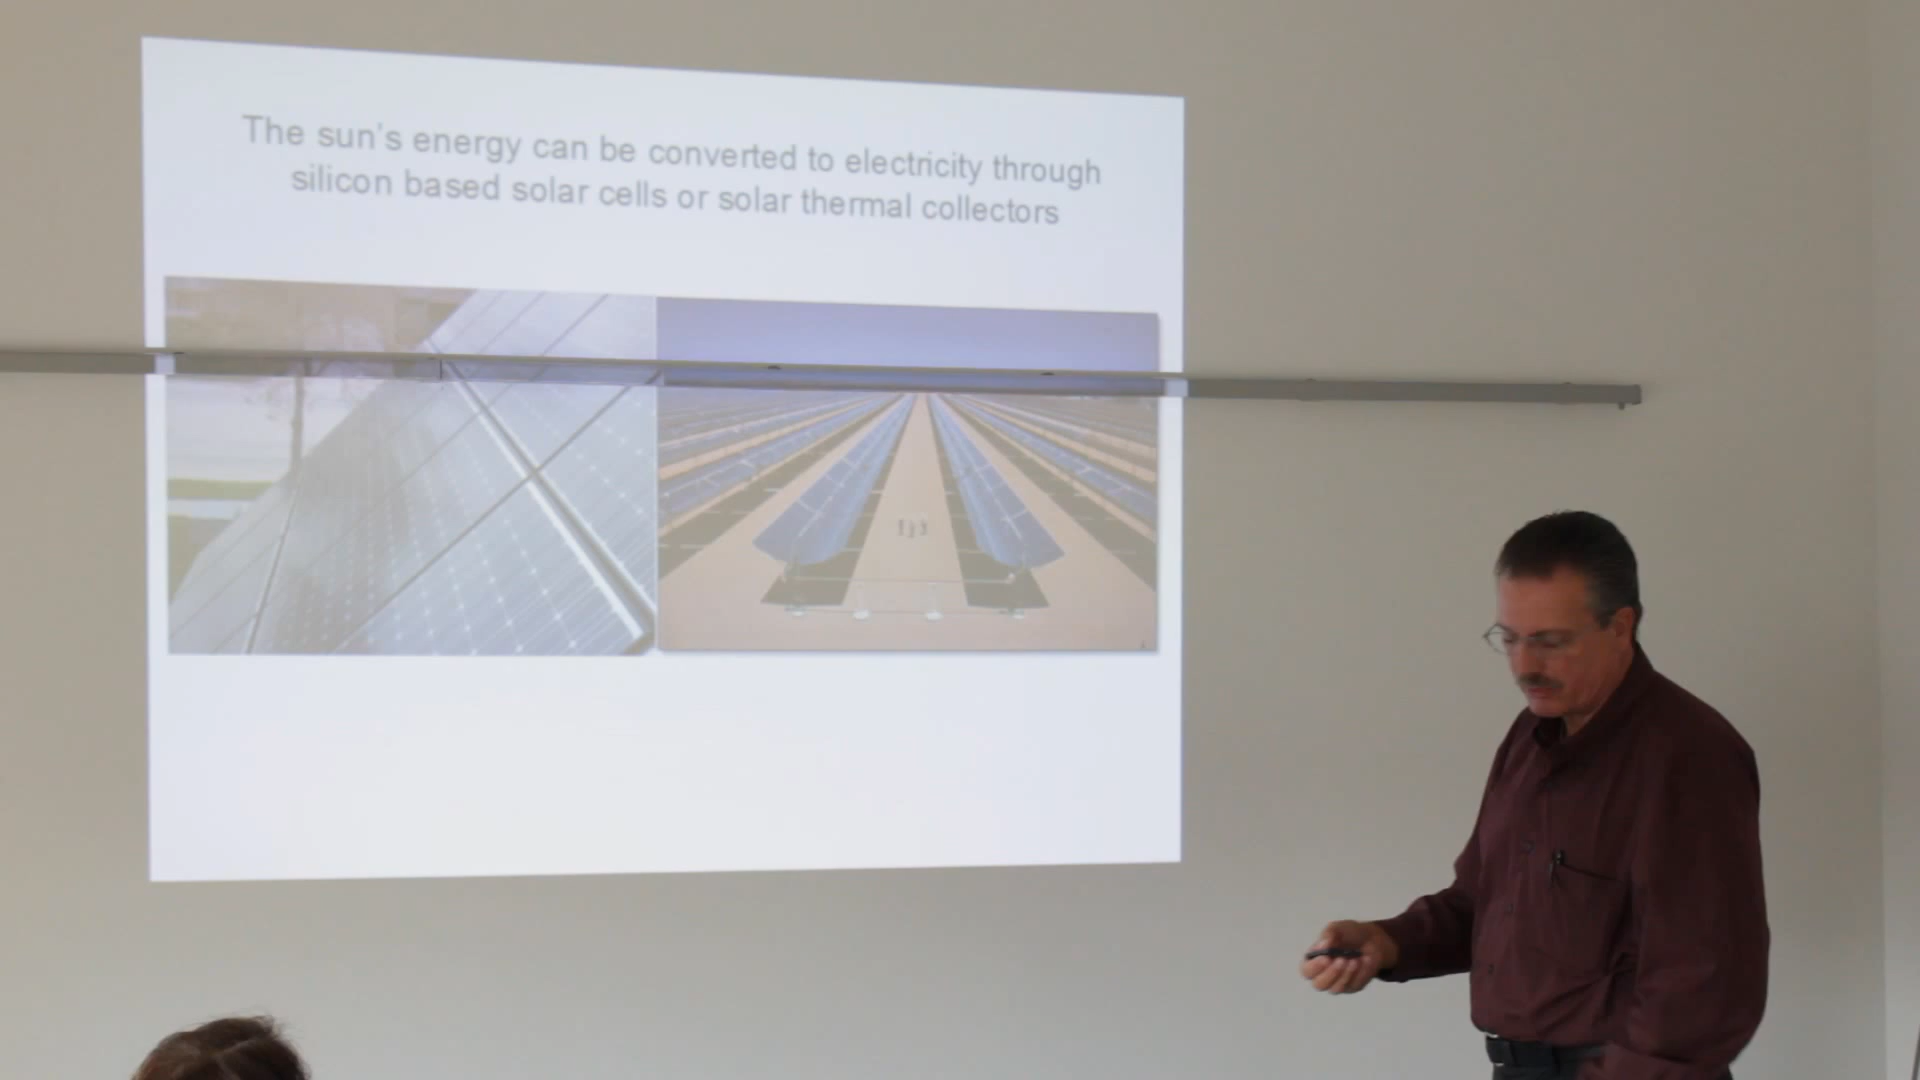 The sun's energy can be converted to electricity through
silicon based solar cells or solar thermal collectors